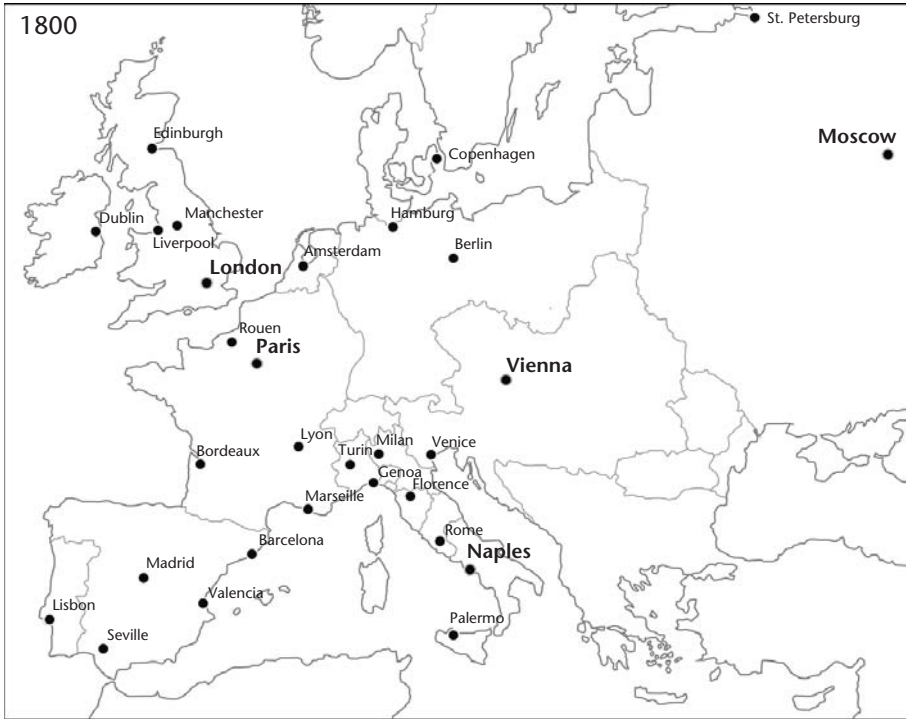 1800
St. Petersburg
Moscow
Edinburgh
Copenhagen
Dublin
Manchester
Liverpool
Hamburg
Berlin
London
Amsterdam
Rouen
Paris
Vienna
Lyon
Bordeaux
Turin
Milan
Venice
Genoa
Florence
Marseille
Rome
Naples
Barcelona
Madrid
Valencia
Lisbon
Seville
Palermo